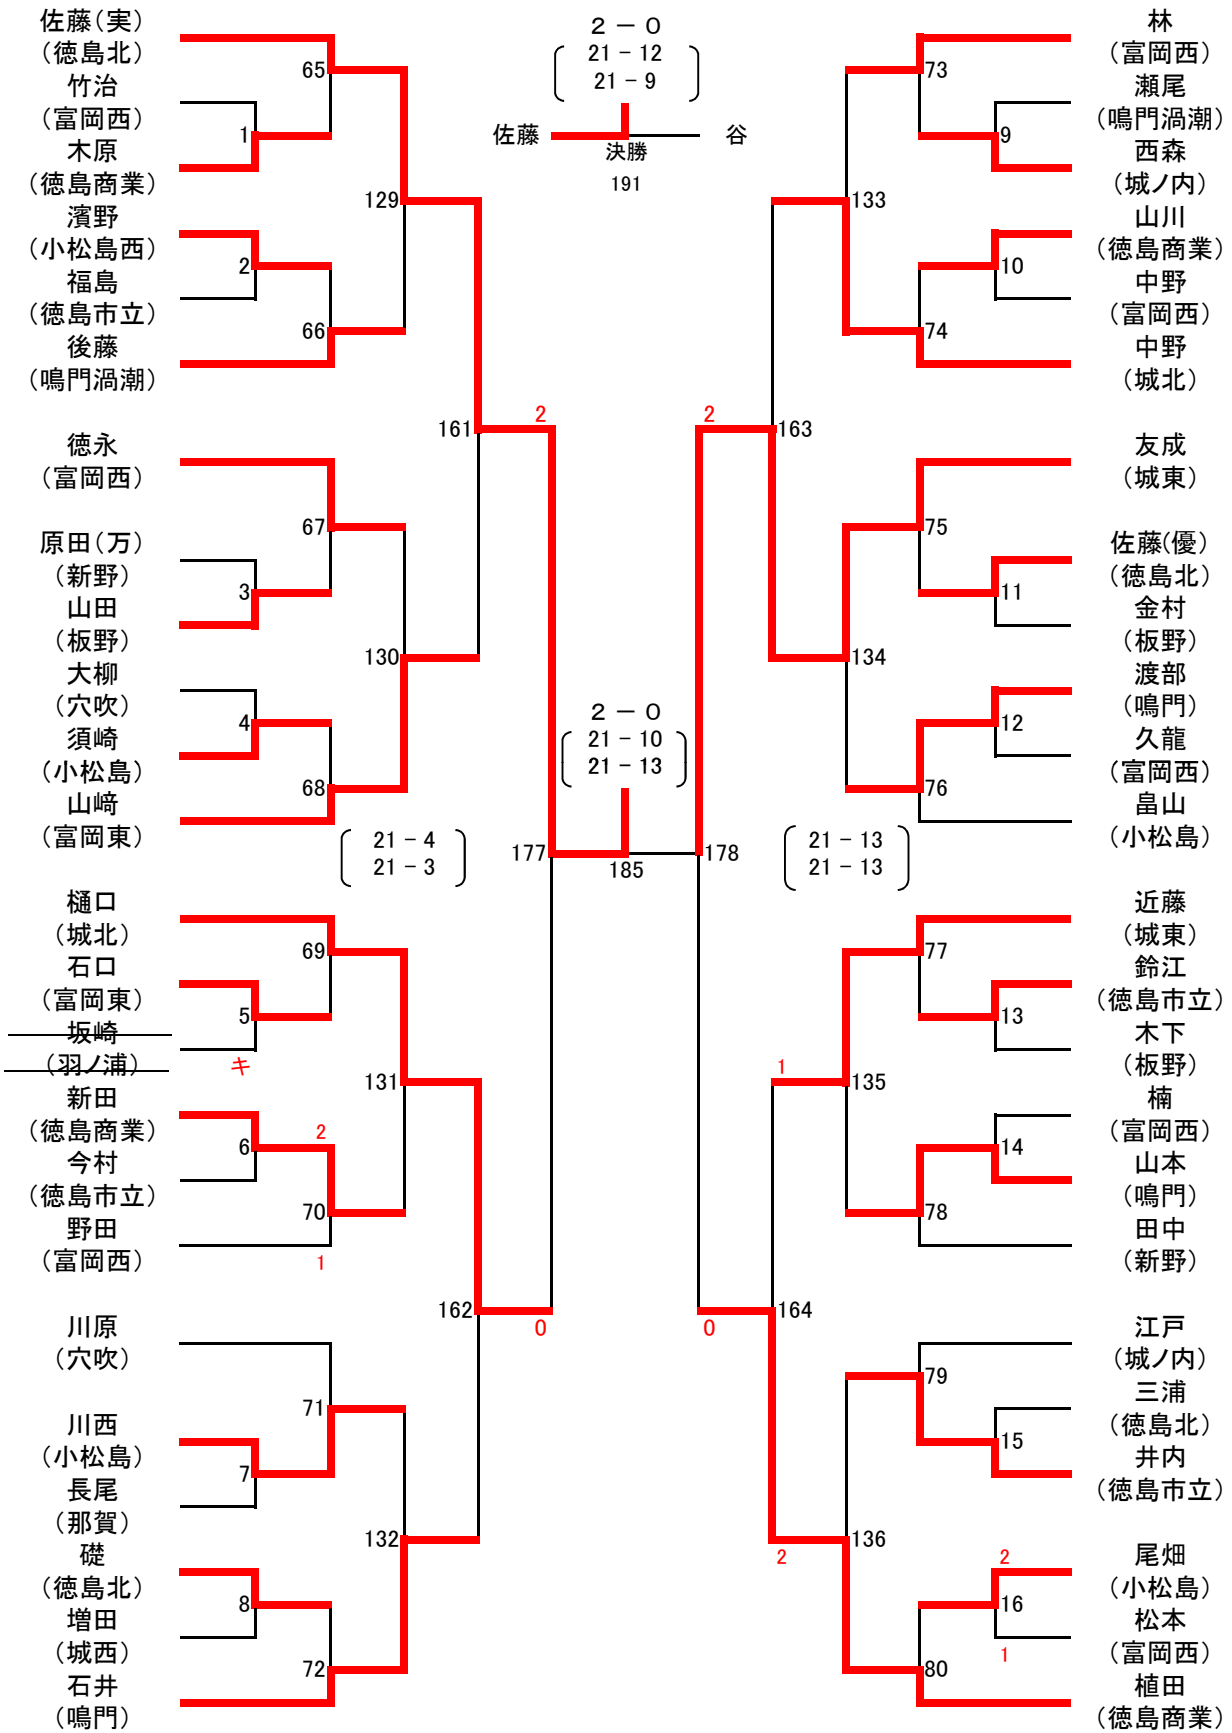 佐藤(実)
(徳島北)
竹治
(富岡西)
木原
(徳島商業)
濱野
(小松島西)
福島
(徳島市立)
後藤
(鳴門渦潮)
徳永
(富岡西)
原田(万)
(新野)
山田
(板野)
大柳
(穴吹)
須崎
(小松島)
山﨑
(富岡東)
樋口
(城北)
石口
(富岡東)
坂崎
(羽ノ浦)
新田
(徳島商業)
今村
(徳島市立)
野田
(富岡西)
川原
(穴吹)
川西
(小松島)
長尾
(那賀)
礎
(徳島北)
増田
(城西)
石井
(鳴門)
65
1
2
66
67
3
4
68
69
5
キ
6
2
70
1
71
7
8
72
129
130
131
132
161
162
2
0
177
21 - 4
21 - 3
2 - 0
21 - 12
21 - 9
佐藤
谷
決勝
191
2 - 0
21 - 10
21 - 13
185
178
21 - 13
21 - 13
2
0
163
164
1
2
133
134
135
136
73
9
10
74
75
11
12
76
77
13
14
78
79
15
2
16
1
80
林
(富岡西)
瀬尾
(鳴門渦潮)
西森
(城ノ内)
山川
(徳島商業)
中野
(富岡西)
中野
(城北)
友成
(城東)
佐藤(優)
(徳島北)
金村
(板野)
渡部
(鳴門)
久龍
(富岡西)
畠山
(小松島)
近藤
(城東)
鈴江
(徳島市立)
木下
(板野)
楠
(富岡西)
山本
(鳴門)
田中
(新野)
江戸
(城ノ内)
三浦
(徳島北)
井内
(徳島市立)
尾畑
(小松島)
松本
(富岡西)
植田
(徳島商業)